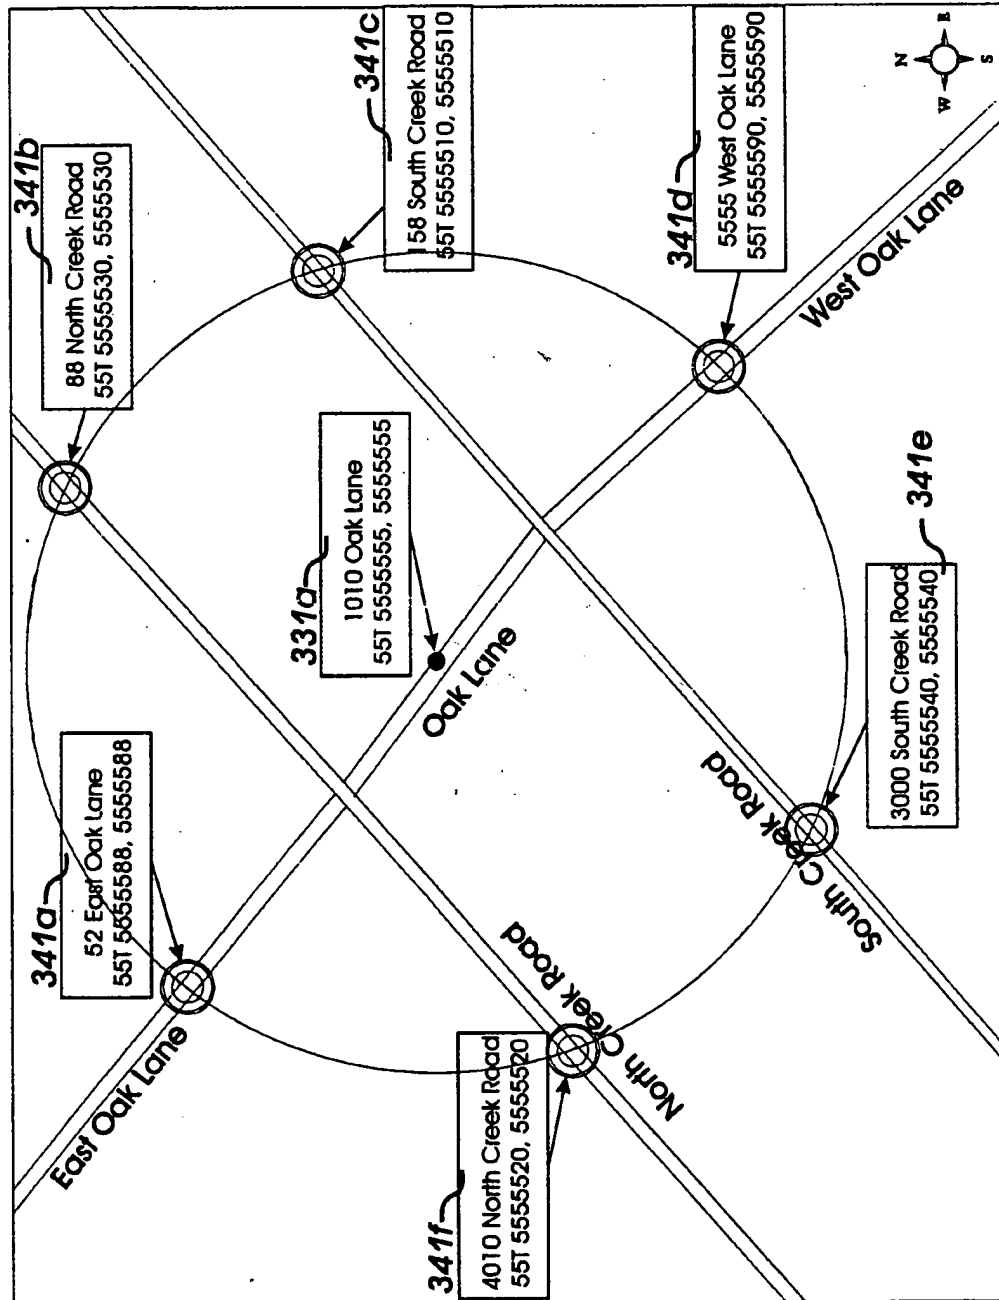 341b
88 North Creek Road
55T 5555530, 5555530
341a
52 East Oak Lane
55T 5555588, 5555588
East Oak Lane
331a
1010 Oak Lane
55T 5555555, 5555555
341c
158 South Creek Road
55T 5555510, 5555510
341f
4010 North Creek Road
55T 5555520, 5555520
Oak Lane
North Creek Road
341d
5555 West Oak Lane
55T 5555590, 5555590
South Creek Road
West Oak Lane
341e
3000 South Creek Road
55T 5555540, 5555540
N
W E
S